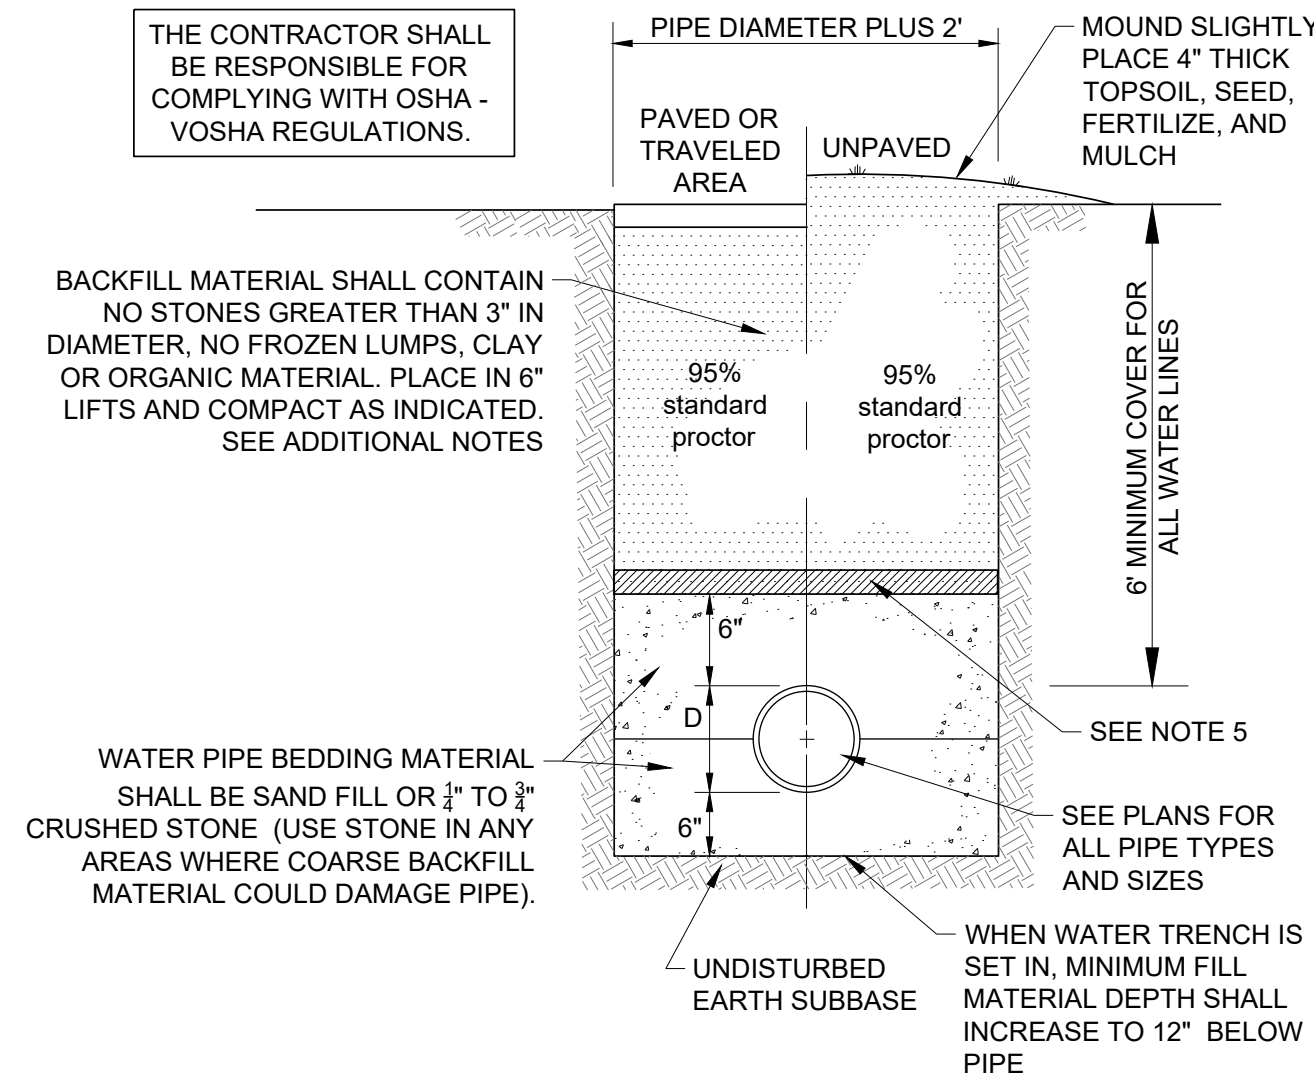 THE CONTRACTOR SHALL
BE RESPONSIBLE FOR
COMPLYING WITH OSHA -
VOSHA REGULATIONS.
PIPE DIAMETER PLUS 2'
MOUND SLIGHTLY
PLACE 4" THICK
TOPSOIL, SEED,
FERTILIZE, AND
MULCH
PAVED OR
TRAVELED
AREA
UNPAVED
BACKFILL MATERIAL SHALL CONTAIN
NO STONES GREATER THAN 3" IN
DIAMETER, NO FROZEN LUMPS, CLAY
OR ORGANIC MATERIAL. PLACE IN 6"
LIFTS AND COMPACT AS INDICATED.
SEE ADDITIONAL NOTES
95%
standard
proctor
95%
standard
proctor
6' MINIMUM COVER FOR
ALL WATER LINES
6"
D
6"
SEE NOTE 5
WATER PIPE BEDDING MATERIAL
SHALL BE SAND FILL OR 1/4" TO 3/4"
CRUSHED STONE (USE STONE IN ANY
AREAS WHERE COARSE BACKFILL
MATERIAL COULD DAMAGE PIPE).
SEE PLANS FOR
ALL PIPE TYPES
AND SIZES
UNDISTURBED
EARTH SUBBASE
WHEN WATER TRENCH IS
SET IN, MINIMUM FILL
MATERIAL DEPTH SHALL
INCREASE TO 12" BELOW
PIPE